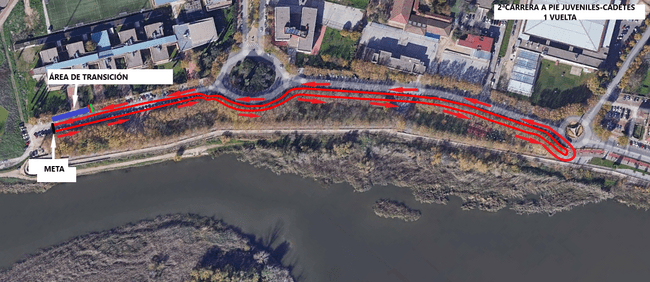 2ª CARRERA A PIE JUVENILES-CADETES
1 VUELTA
ÁREA DE TRANSICIÓN
META